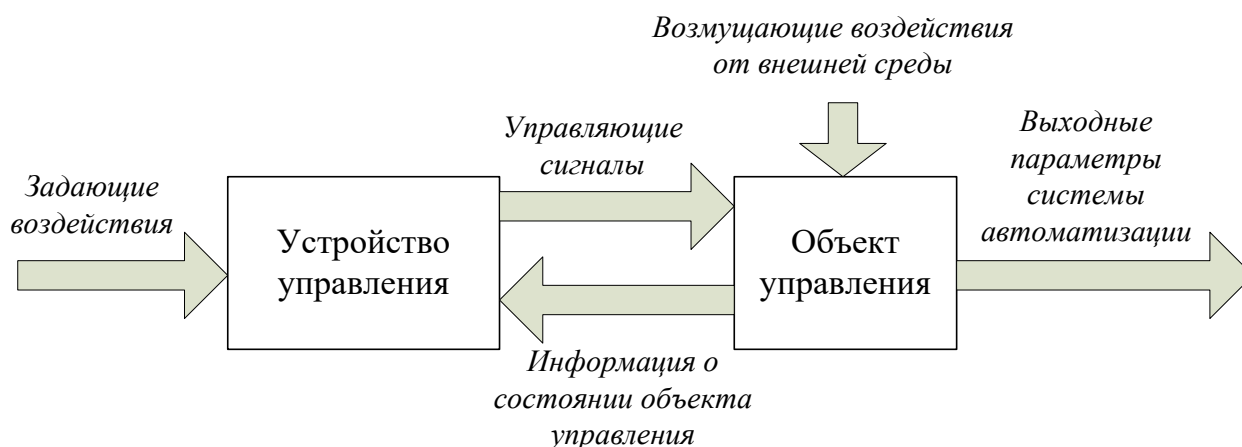 Возмущающие воздействия
от внешней среды
Управляющие
сигналы
Выходные
параметры
системы
автоматизации
Задающие
воздействия
Устройство
управления
Объект
управления
Информация о
состоянии объекта
управления